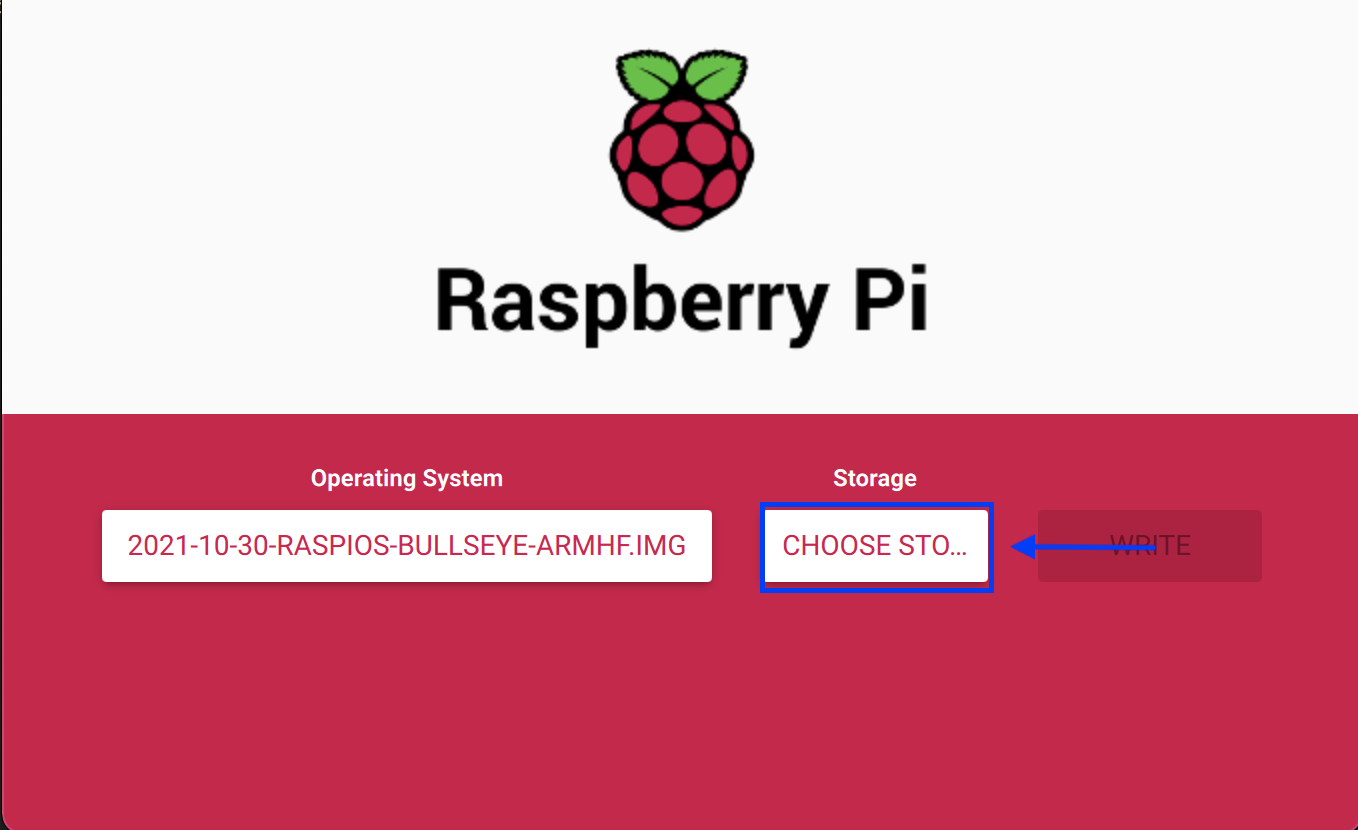 Raspberry Pi
Operating System
Storage
2021-10-30-RASPIOS-BULLSEYE-ARMHF.IMG
CHOOSE STO...
WRITE